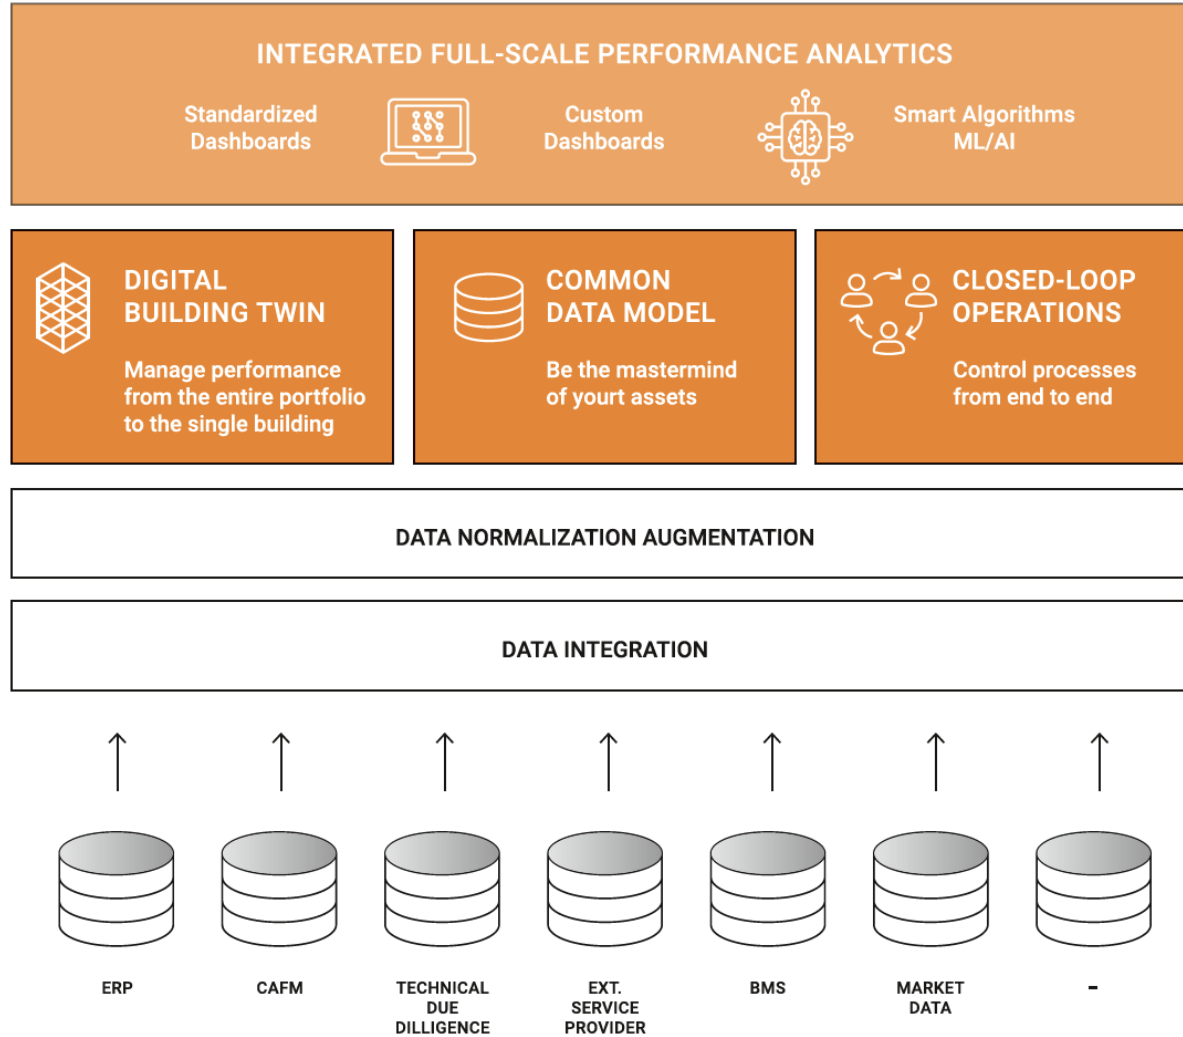 INTEGRATED FULL-SCALE PERFORMANCE ANALYTICS
Standardized
Dashboards
Custom
Dashboards
Smart Algorithms
ML/AI
DIGITAL
BUILDING TWIN
Manage performance
from the entire portfolio
to the single building
COMMON
DATA MODEL
Be the mastermind
of yourt assets
CLOSED-LOOP
OPERATIONS
Control processes
from end to end
DATA NORMALIZATION AUGMENTATION
DATA INTEGRATION
ERP
CAFM
TECHNICAL
DUE
DILLIGENCE
EXT.
SERVICE
PROVIDER
BMS
MARKET
DATA
–